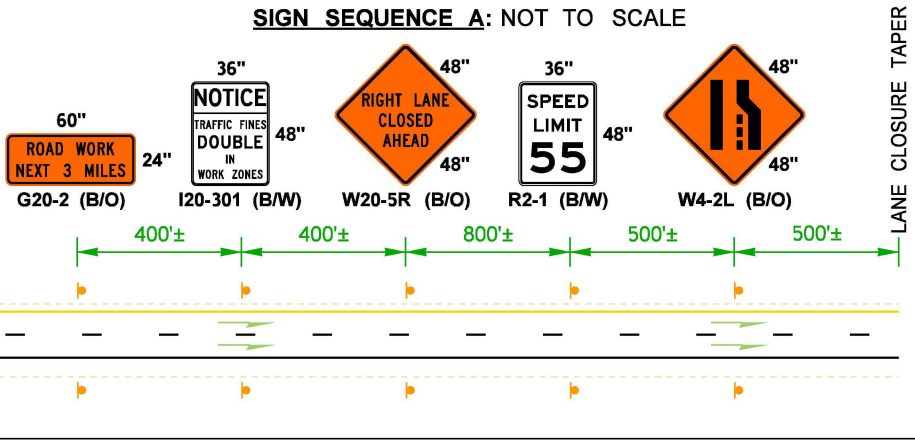 SIGN SEQUENCE A: NOT TO SCALE
LANE CLOSURE TAPER
60"
ROAD WORK
NEXT 3 MILES
24"
G20-2 (B/O)
36"
NOTICE
TRAFFIC FINES
DOUBLE
IN
WORK ZONES
48"
I20-301 (B/W)
48"
RIGHT LANE
CLOSED
AHEAD
48"
W20-5R (B/O)
36"
SPEED
LIMIT
55
48"
R2-1 (B/W)
48"
48"
W4-2L (B/O)
400'± 400'± 800'± 500'± 500'±